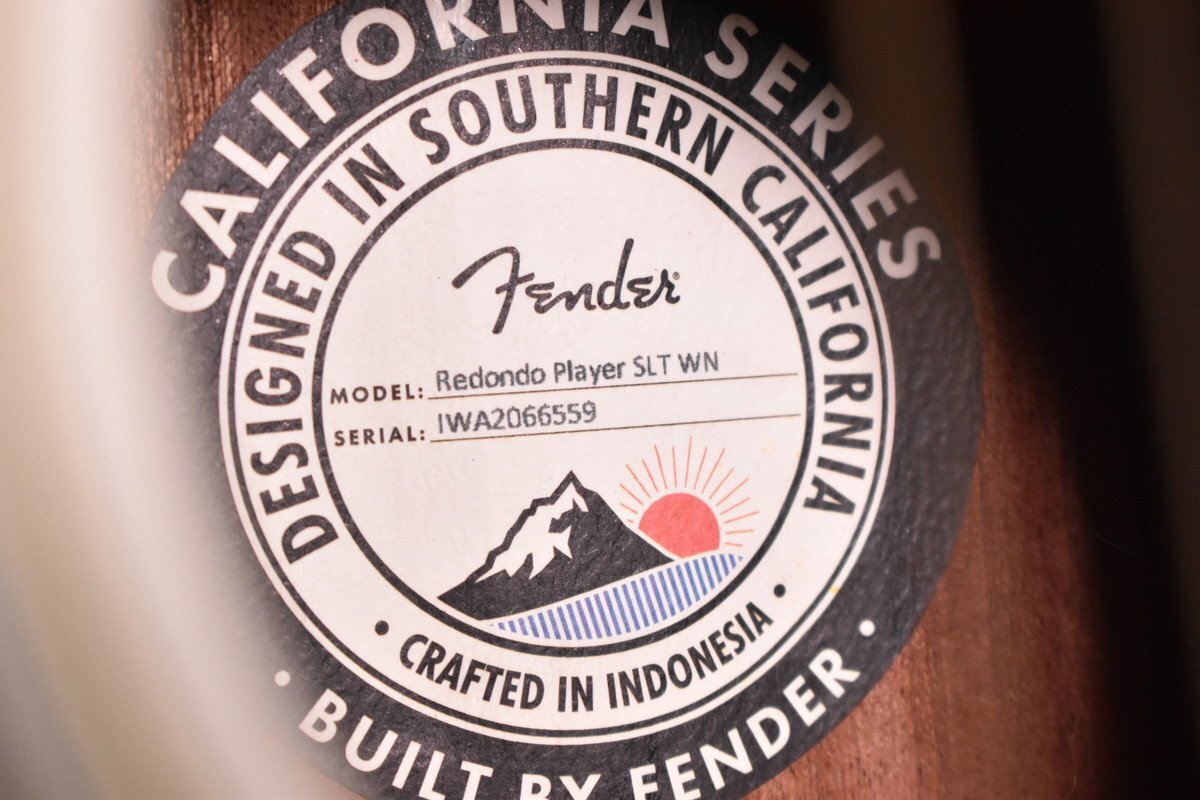 CALIFORNIA SERIES
DESIGNED IN SOUTHERN CALIFORNIA
Fender®
MODEL: Redondo Player SLT WN
SERIAL: IWA2066559
• CRAFTED IN INDONESIA •
• BUILT BY FENDER •